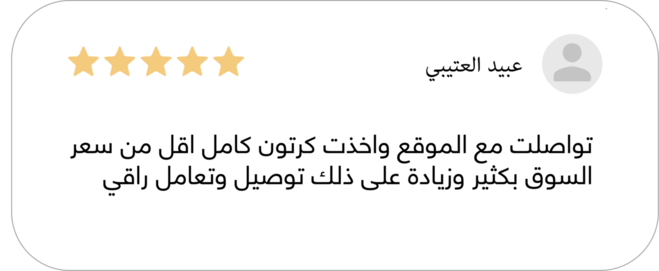 عبيد العتيبي
تواصلت مع الموقع واخذت كرتون كامل اقل من سعر
السوق بكثير وزيادة على ذلك توصيل وتعامل راقي